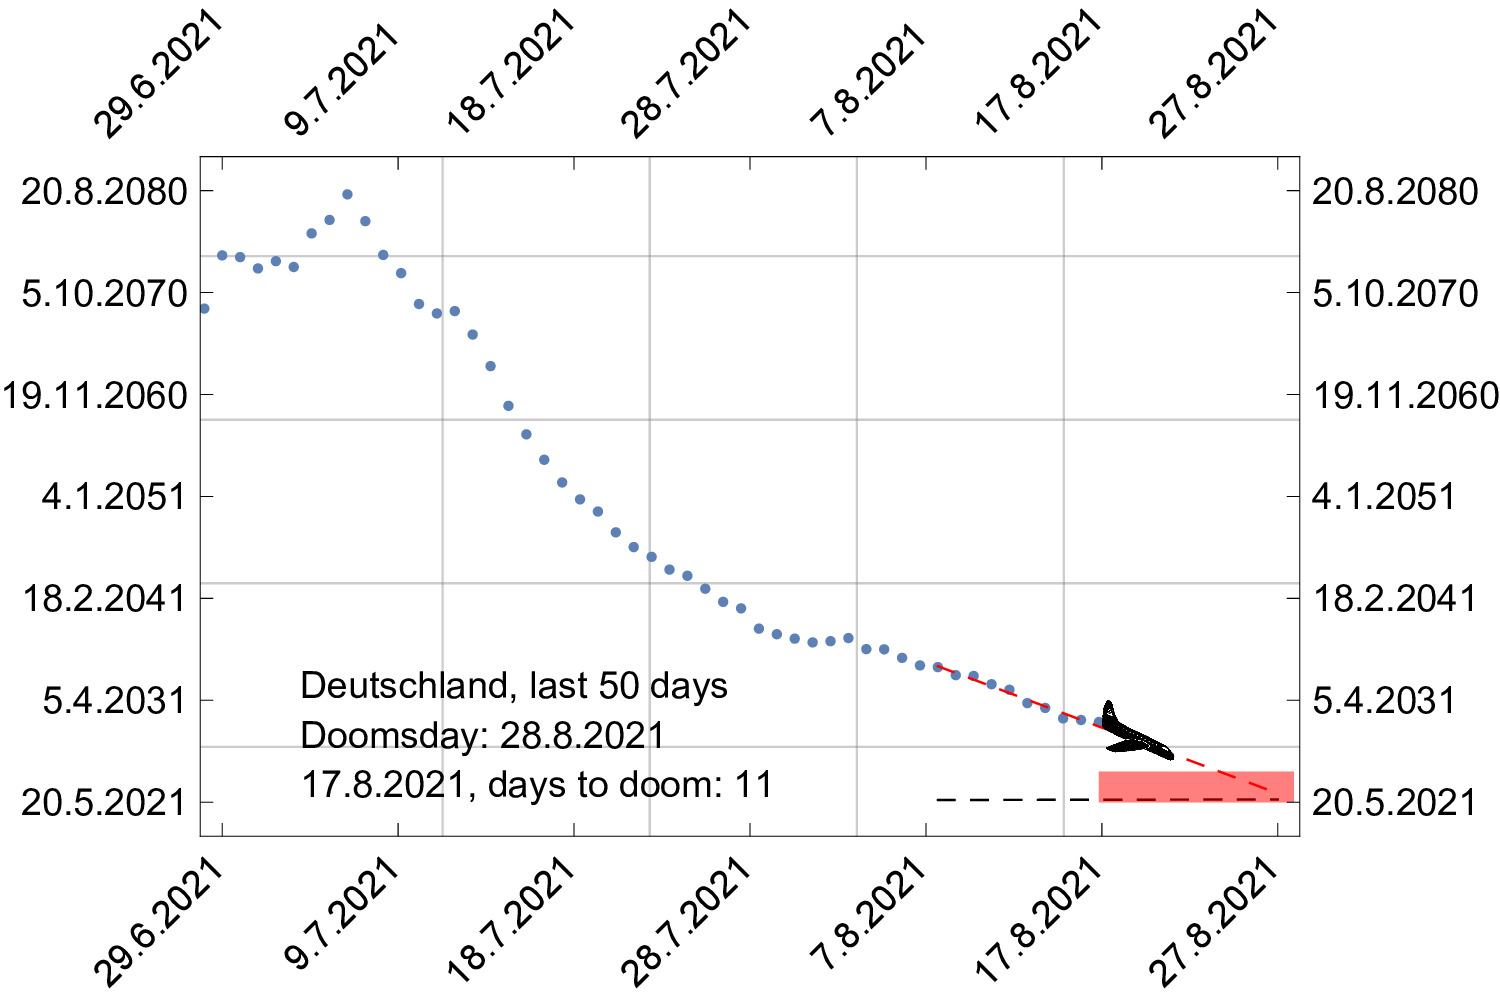 29.6.2021 9.7.2021 18.7.2021 28.7.2021 7.8.2021 17.8.2021 27.8.2021
20.8.2080 20.8.2080
5.10.2070 5.10.2070
19.11.2060 19.11.2060
4.1.2051 4.1.2051
18.2.2041 18.2.2041
Deutschland, last 50 days
5.4.2031 5.4.2031
Doomsday: 28.8.2021
17.8.2021, days to doom: 11
20.5.2021 20.5.2021
29.6.2021 9.7.2021 18.7.2021 28.7.2021 7.8.2021 17.8.2021 27.8.2021